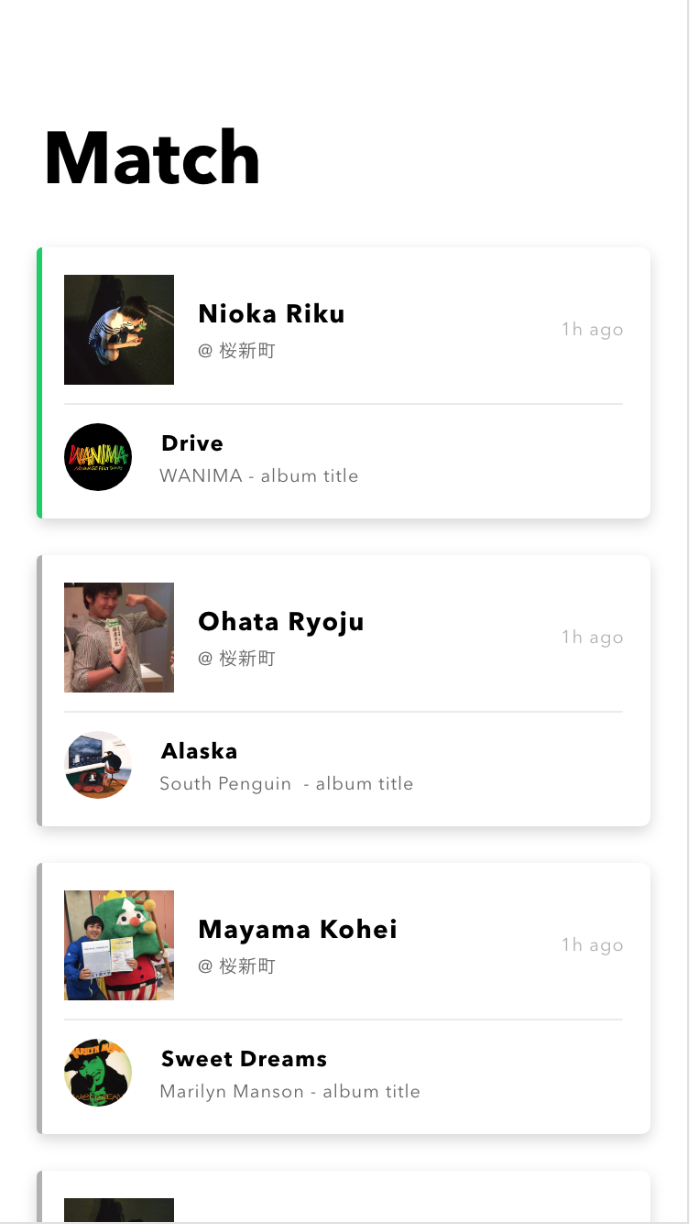 Match
Nioka Riku
@ 桜新町
1h ago
WANIMA
Drive
WANIMA - album title
Ohata Ryoju
@ 桜新町
1h ago
Alaska
South Penguin - album title
Mayama Kohei
@ 桜新町
1h ago
Sweet Dreams
Marilyn Manson - album title